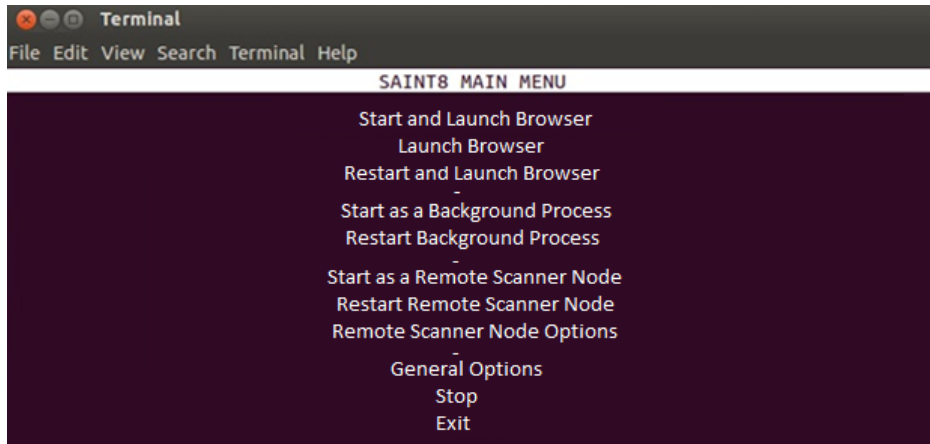 Terminal
File Edit View Search Terminal Help
SAINT8 MAIN MENU
Start and Launch Browser
Launch Browser
Restart and Launch Browser
-
Start as a Background Process
Restart Background Process
-
Start as a Remote Scanner Node
Restart Remote Scanner Node
Remote Scanner Node Options
-
General Options
Stop
Exit